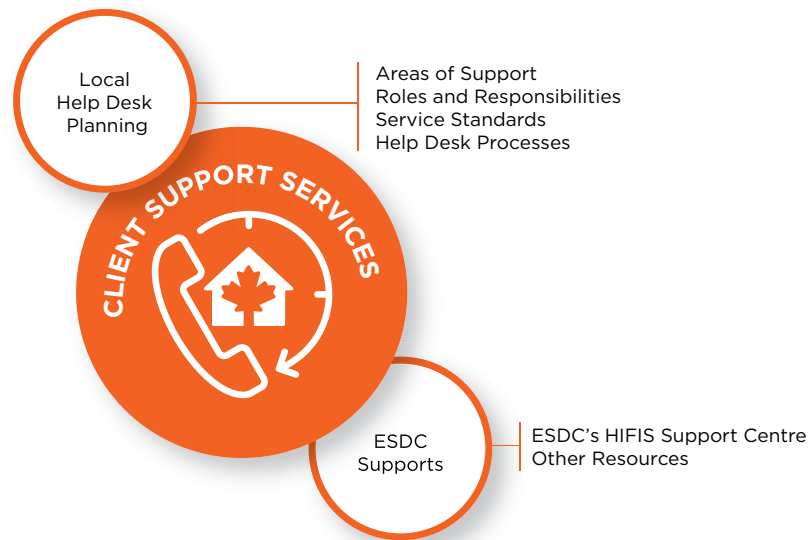 Local
Help Desk
Planning
Areas of Support
Roles and Responsibilities
Service Standards
Help Desk Processes
CLIENT SUPPORT SERVICES
ESDC
Supports
ESDC’s HIFIS Support Centre
Other Resources